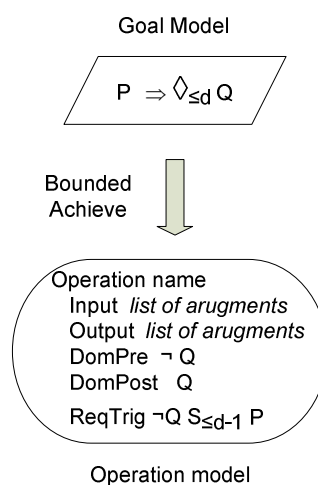 Goal Model
P ⇒ ◊≤d Q
Bounded
Achieve
Operation name
Input list of arugments
Output list of arugments
DomPre ¬ Q
DomPost Q
ReqTrig ¬Q S≤d-1 P
Operation model